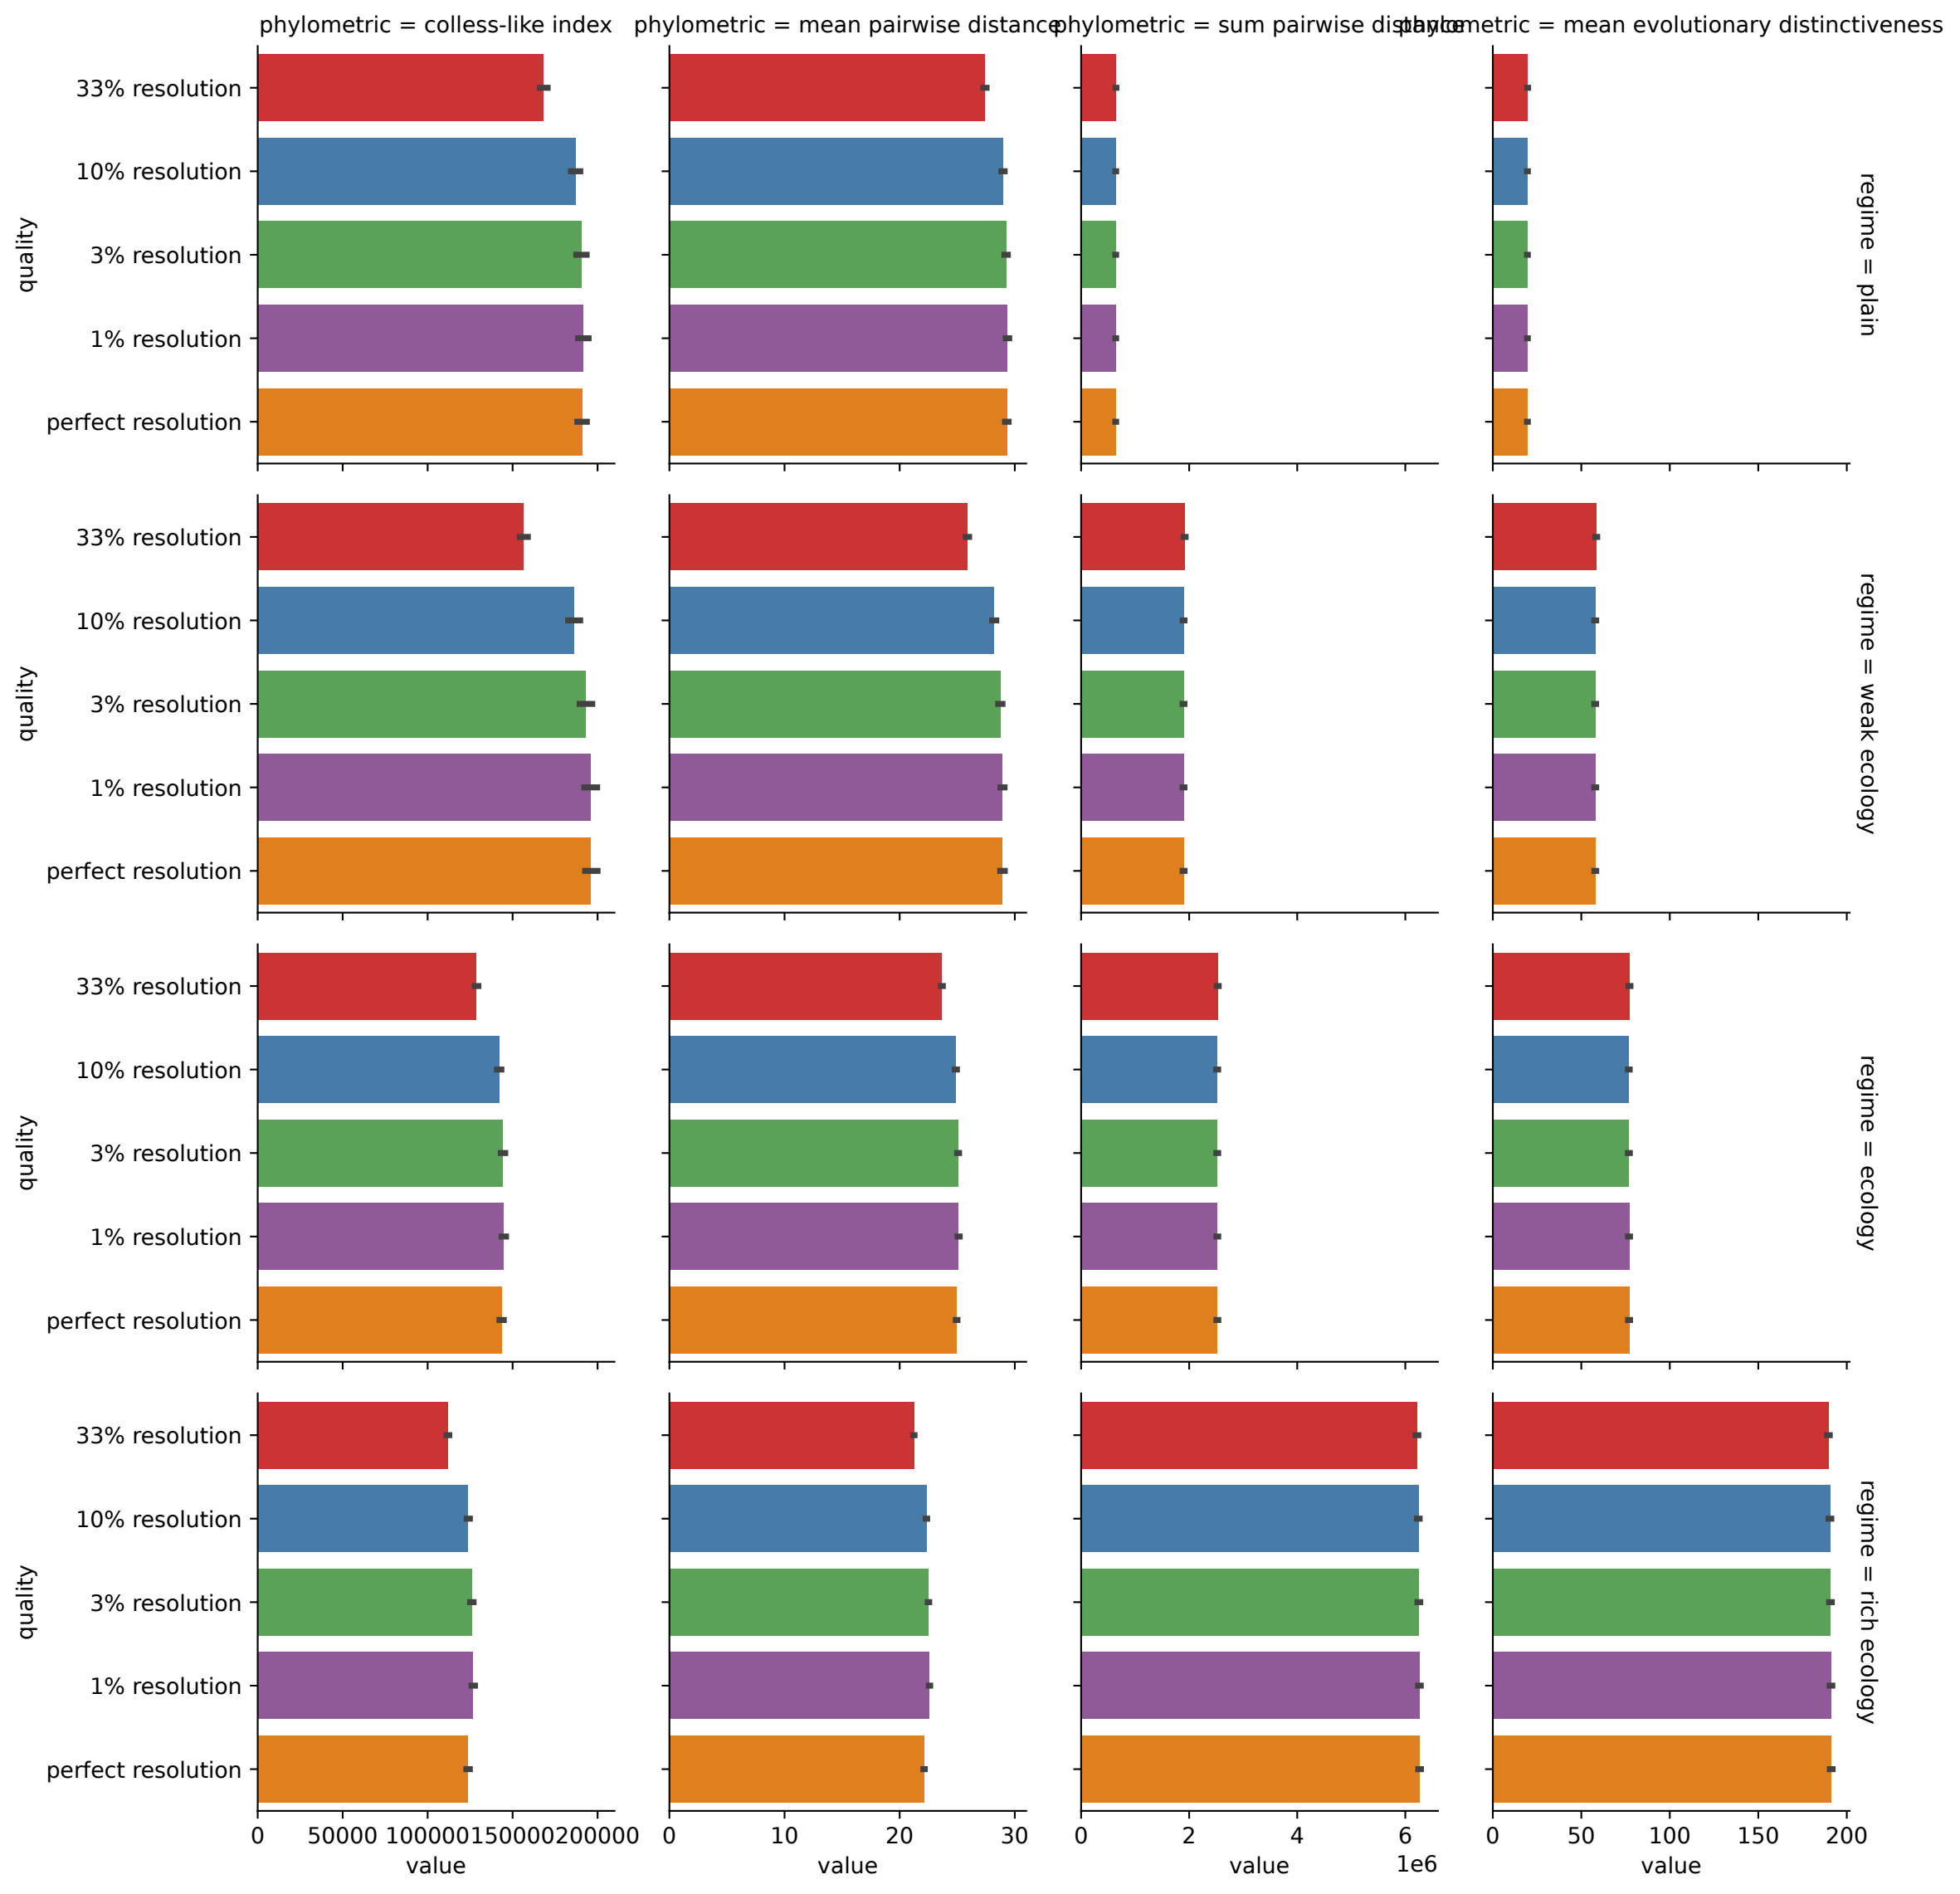 phylometric = colless-like index
phylometric = mean pairwise distance
phylometric = sum pairwise distance
phylometric = mean evolutionary distinctiveness
quality
33% resolution
10% resolution
3% resolution
1% resolution
perfect resolution
regime = plain
quality
33% resolution
10% resolution
3% resolution
1% resolution
perfect resolution
regime = weak ecology
quality
33% resolution
10% resolution
3% resolution
1% resolution
perfect resolution
regime = ecology
quality
33% resolution
10% resolution
3% resolution
1% resolution
perfect resolution
regime = rich ecology
0 50000 100000 150000 200000
value
0 10 20 30
value
0 2 4 6
1e6
value
0 50 100 150 200
value